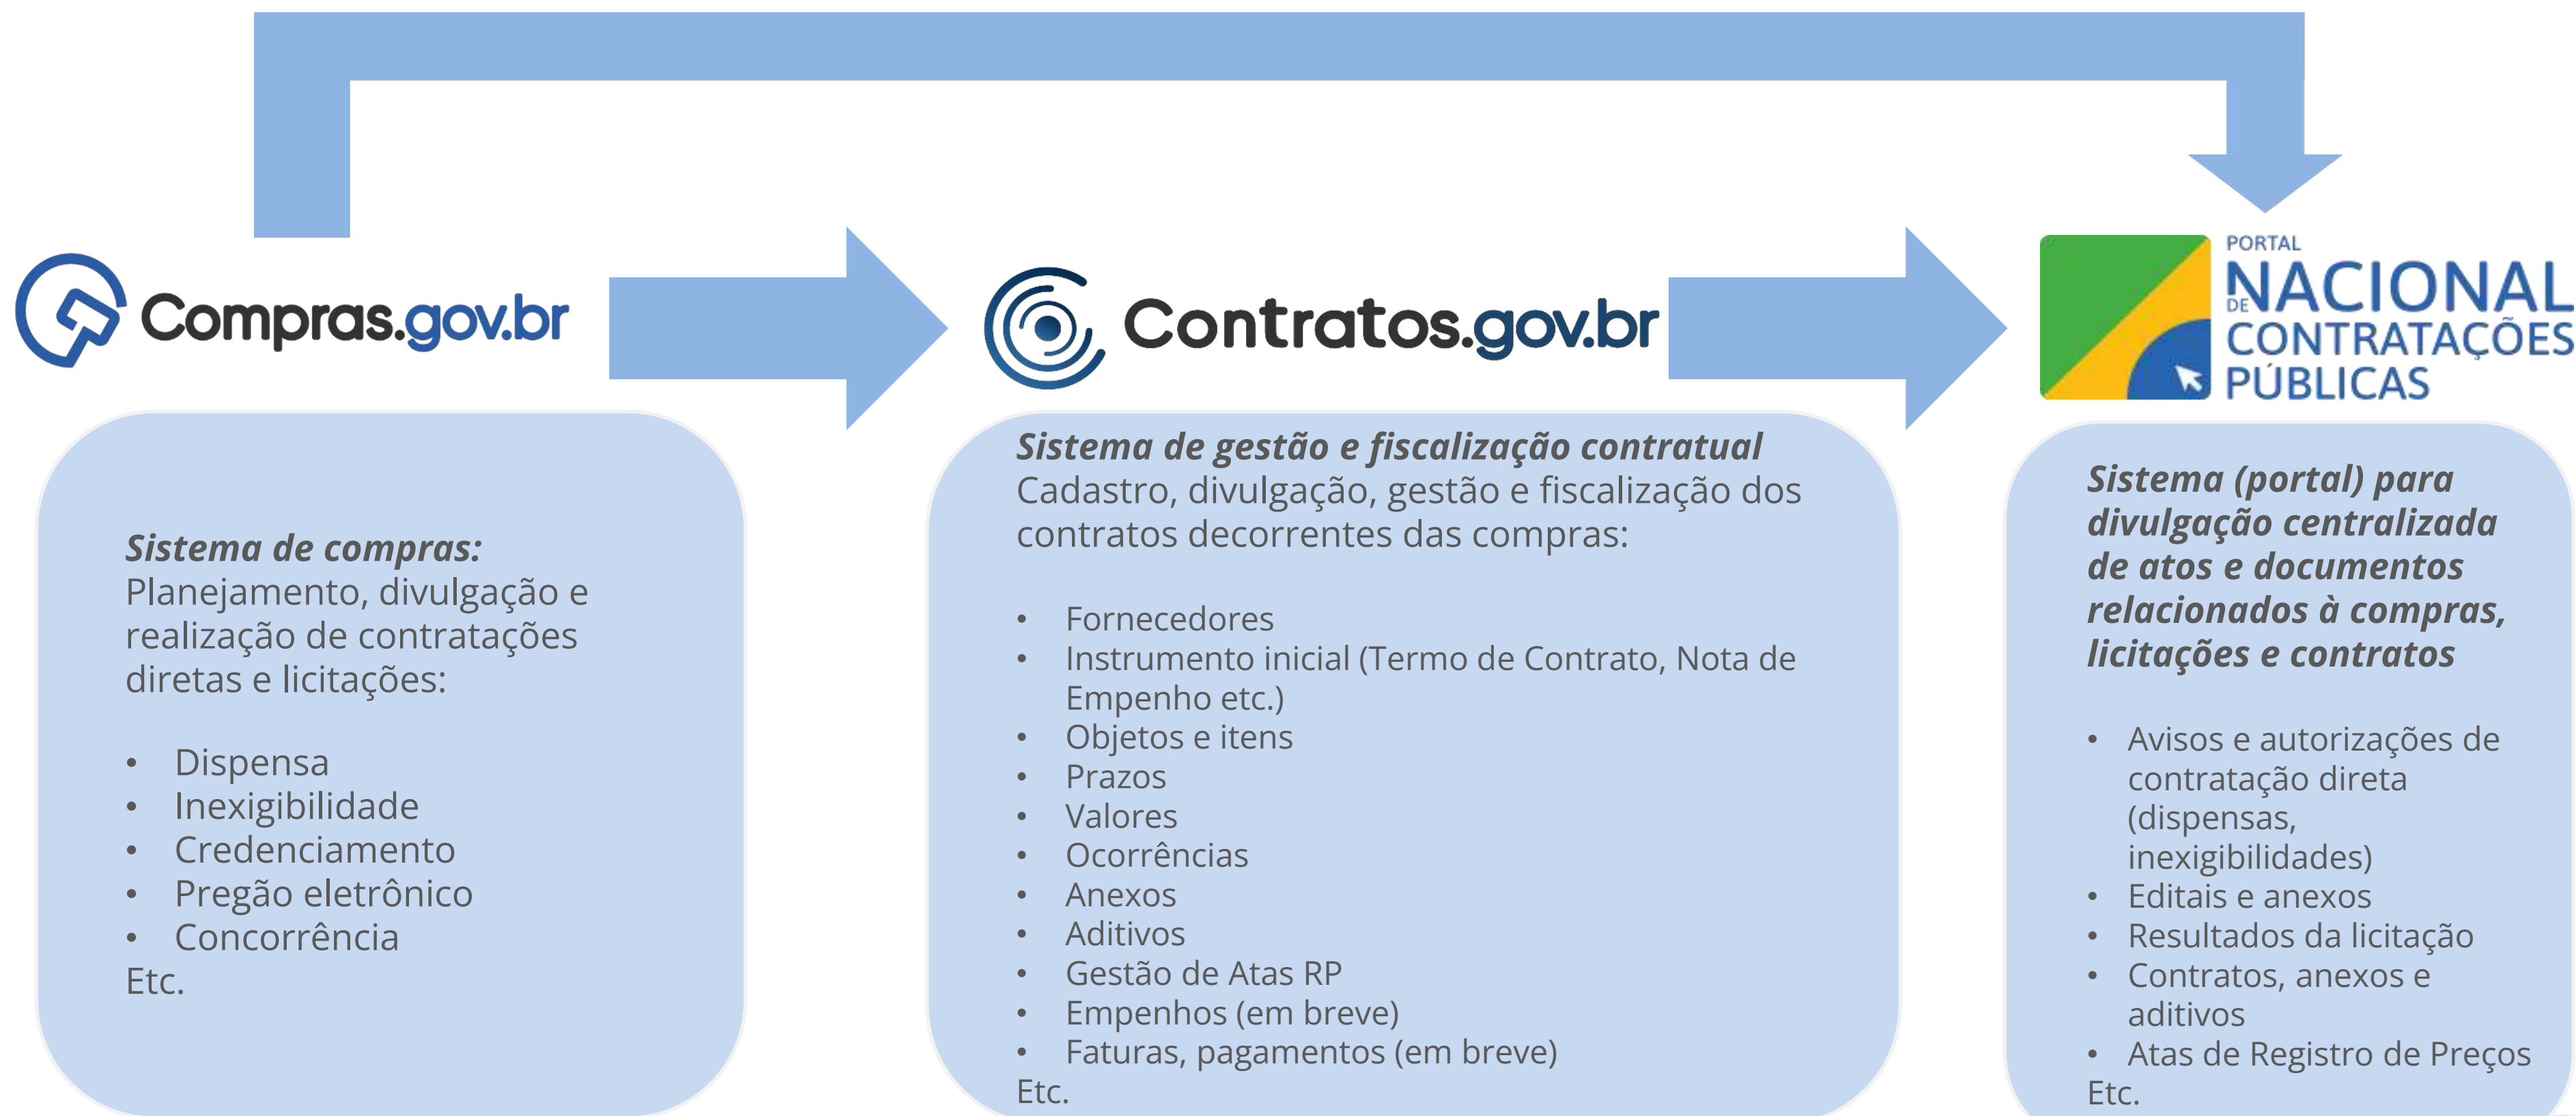 Compras.gov.br
Sistema de compras:
Planejamento, divulgação e
realização de contratações
diretas e licitações:
• Dispensa
• Inexigibilidade
• Credenciamento
• Pregão eletrônico
• Concorrência
Etc.
Contratos.gov.br
Sistema de gestão e fiscalização contratual
Cadastro, divulgação, gestão e fiscalização dos
contratos decorrentes das compras:
• Fornecedores
• Instrumento inicial (Termo de Contrato, Nota de
Empenho etc.)
• Objetos e itens
• Prazos
• Valores
• Ocorrências
• Anexos
• Aditivos
• Gestão de Atas RP
• Empenhos (em breve)
• Faturas, pagamentos (em breve)
Etc.
PORTAL
NACIONAL
DE CONTRATAÇÕES
PÚBLICAS
Sistema (portal) para
divulgação centralizada
de atos e documentos
relacionados à compras,
licitações e contratos
• Avisos e autorizações de
contratação direta
(dispensas,
inexigibilidades)
• Editais e anexos
• Resultados da licitação
• Contratos, anexos e
aditivos
• Atas de Registro de Preços
Etc.